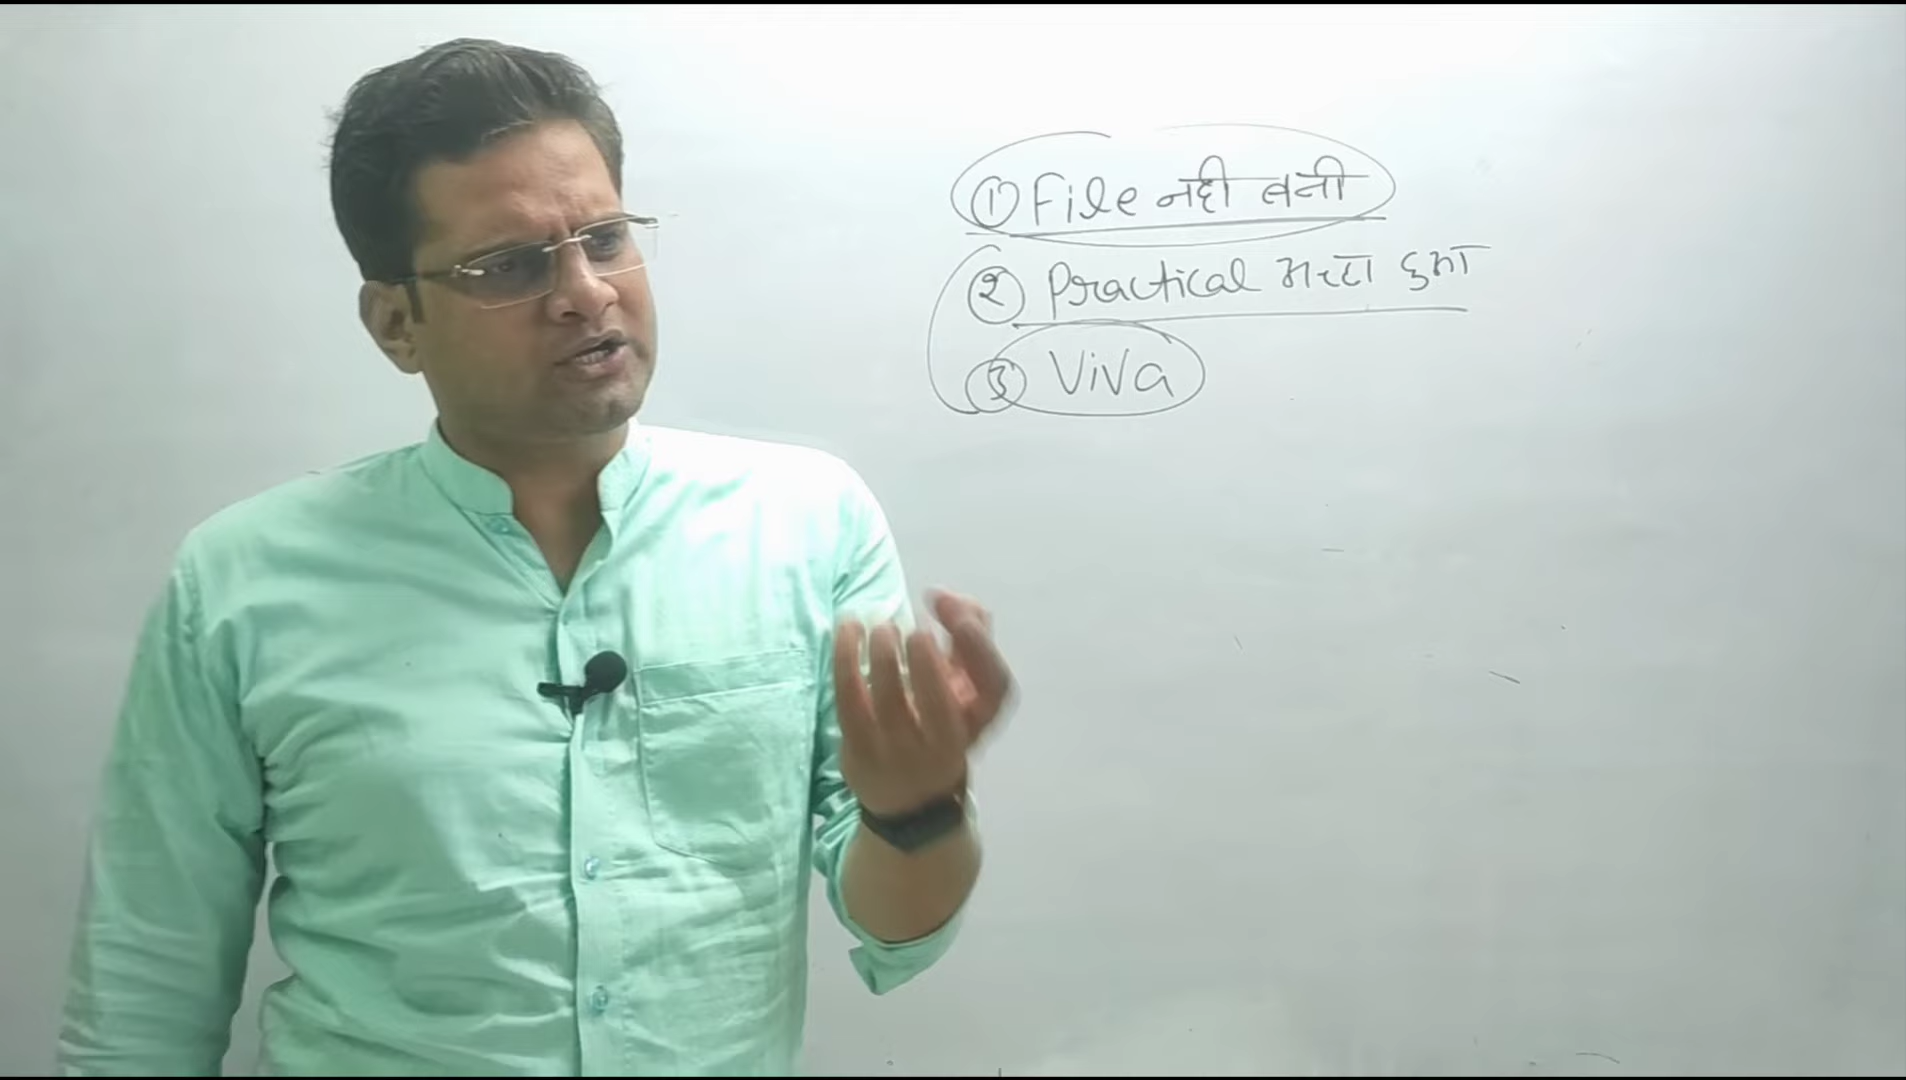 ① File नही बनी
② Practical अच्छा हुआ
③ Viva